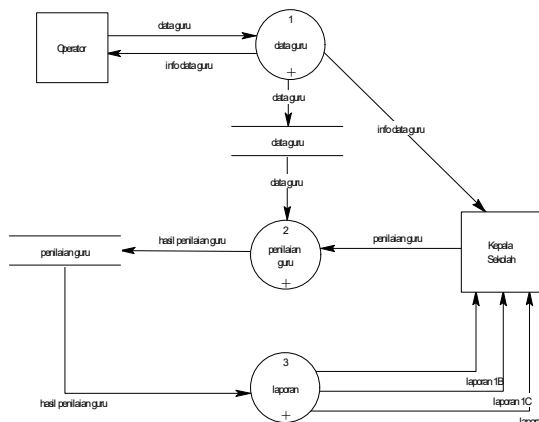 1
data guru
Operator
data guru
info data guru
data guru
info data guru
data guru
data guru
2
hasil penilaian guru
penilaian guru
penilaian
guru
penilaian guru
Kepala
Sekolah
3
laporan
laporan 1B
laporan 1C
hasil penilaian guru